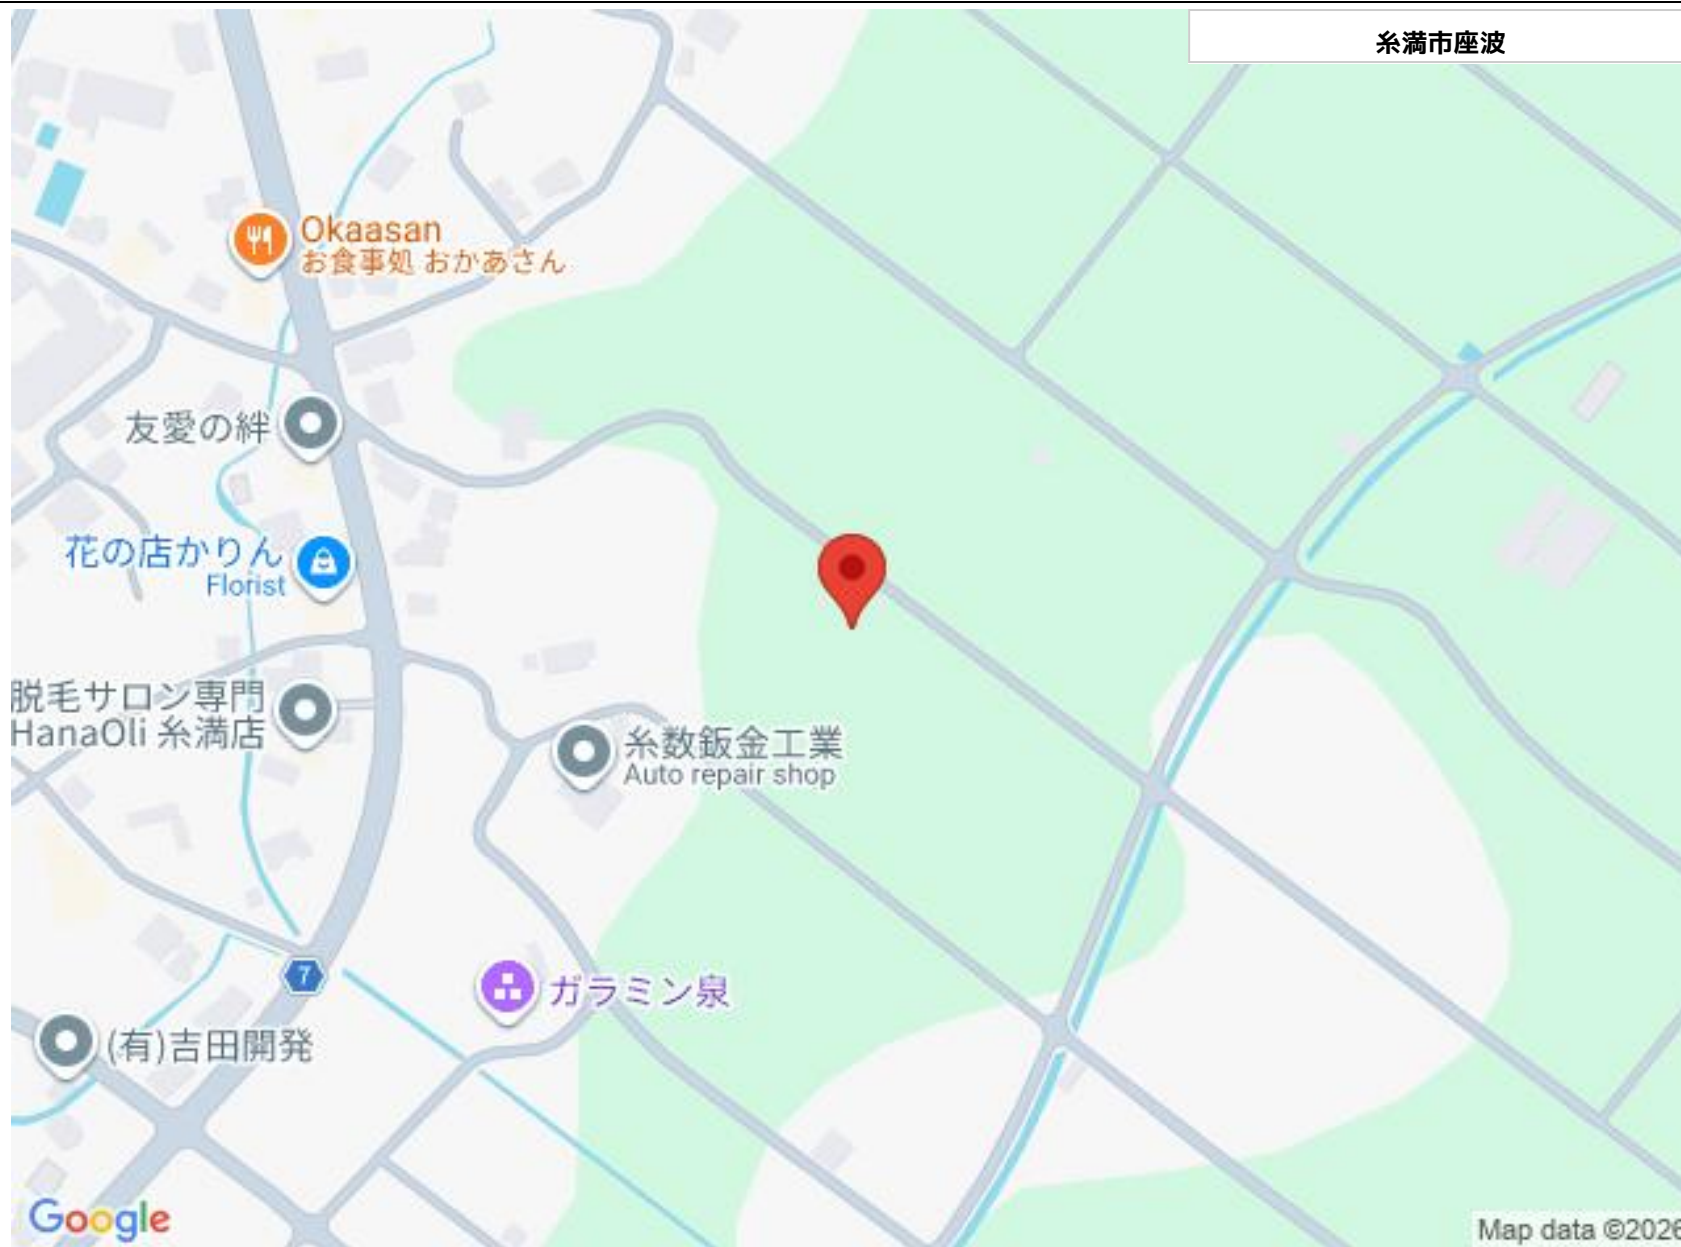 糸満市座波
Okaasan
お食事処 おかあさん
友愛の絆
花の店かりん
Florist
脱毛サロン専門
HanaOli 糸満店
糸数鈑金工業
Auto repair shop
7
ガラミン泉
(有)吉田開発
Google
Map data ©2026